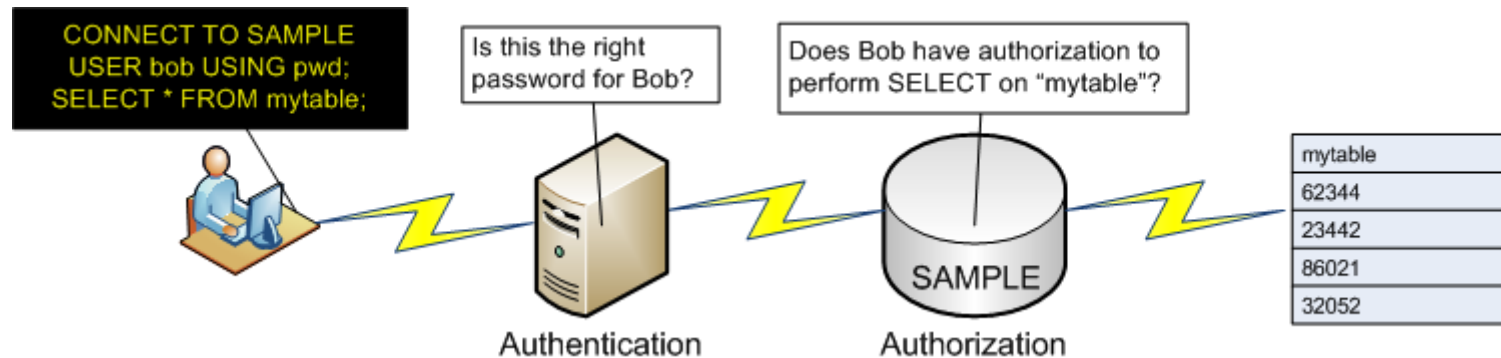 CONNECT TO SAMPLE
USER bob USING pwd;
SELECT * FROM mytable;
Is this the right
password for Bob?
Does Bob have authorization to
perform SELECT on “mytable”?
mytable
62344
23442
86021
32052
SAMPLE
Authentication
Authorization